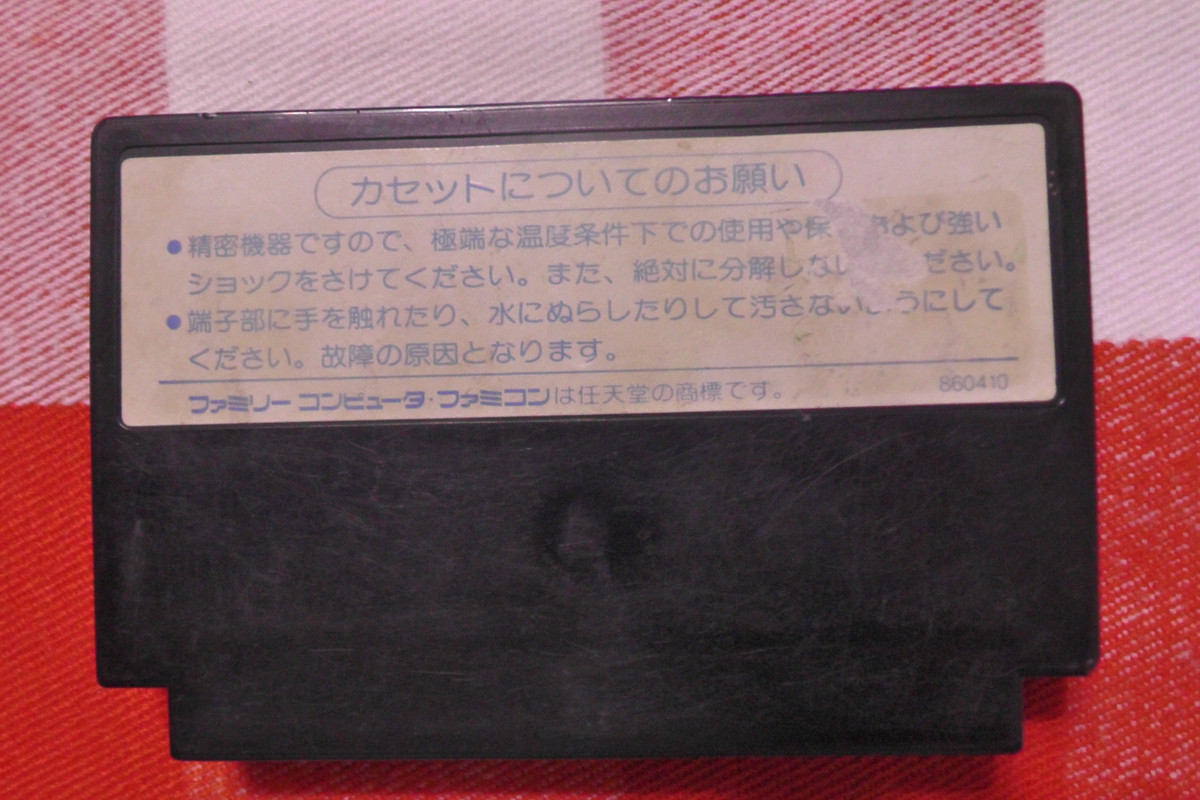 カセットについてのお願い
●精密機器ですので、極端な温度条件下での使用や保 および強い
ショックをさけてください。また、絶対に分解しない ださい。
●端子部に手を触れたり、水にぬらしたりして汚さない うにして
ください。故障の原因となります。
ファミリー コンピュータ・ファミコンは任天堂の商標です。 860410